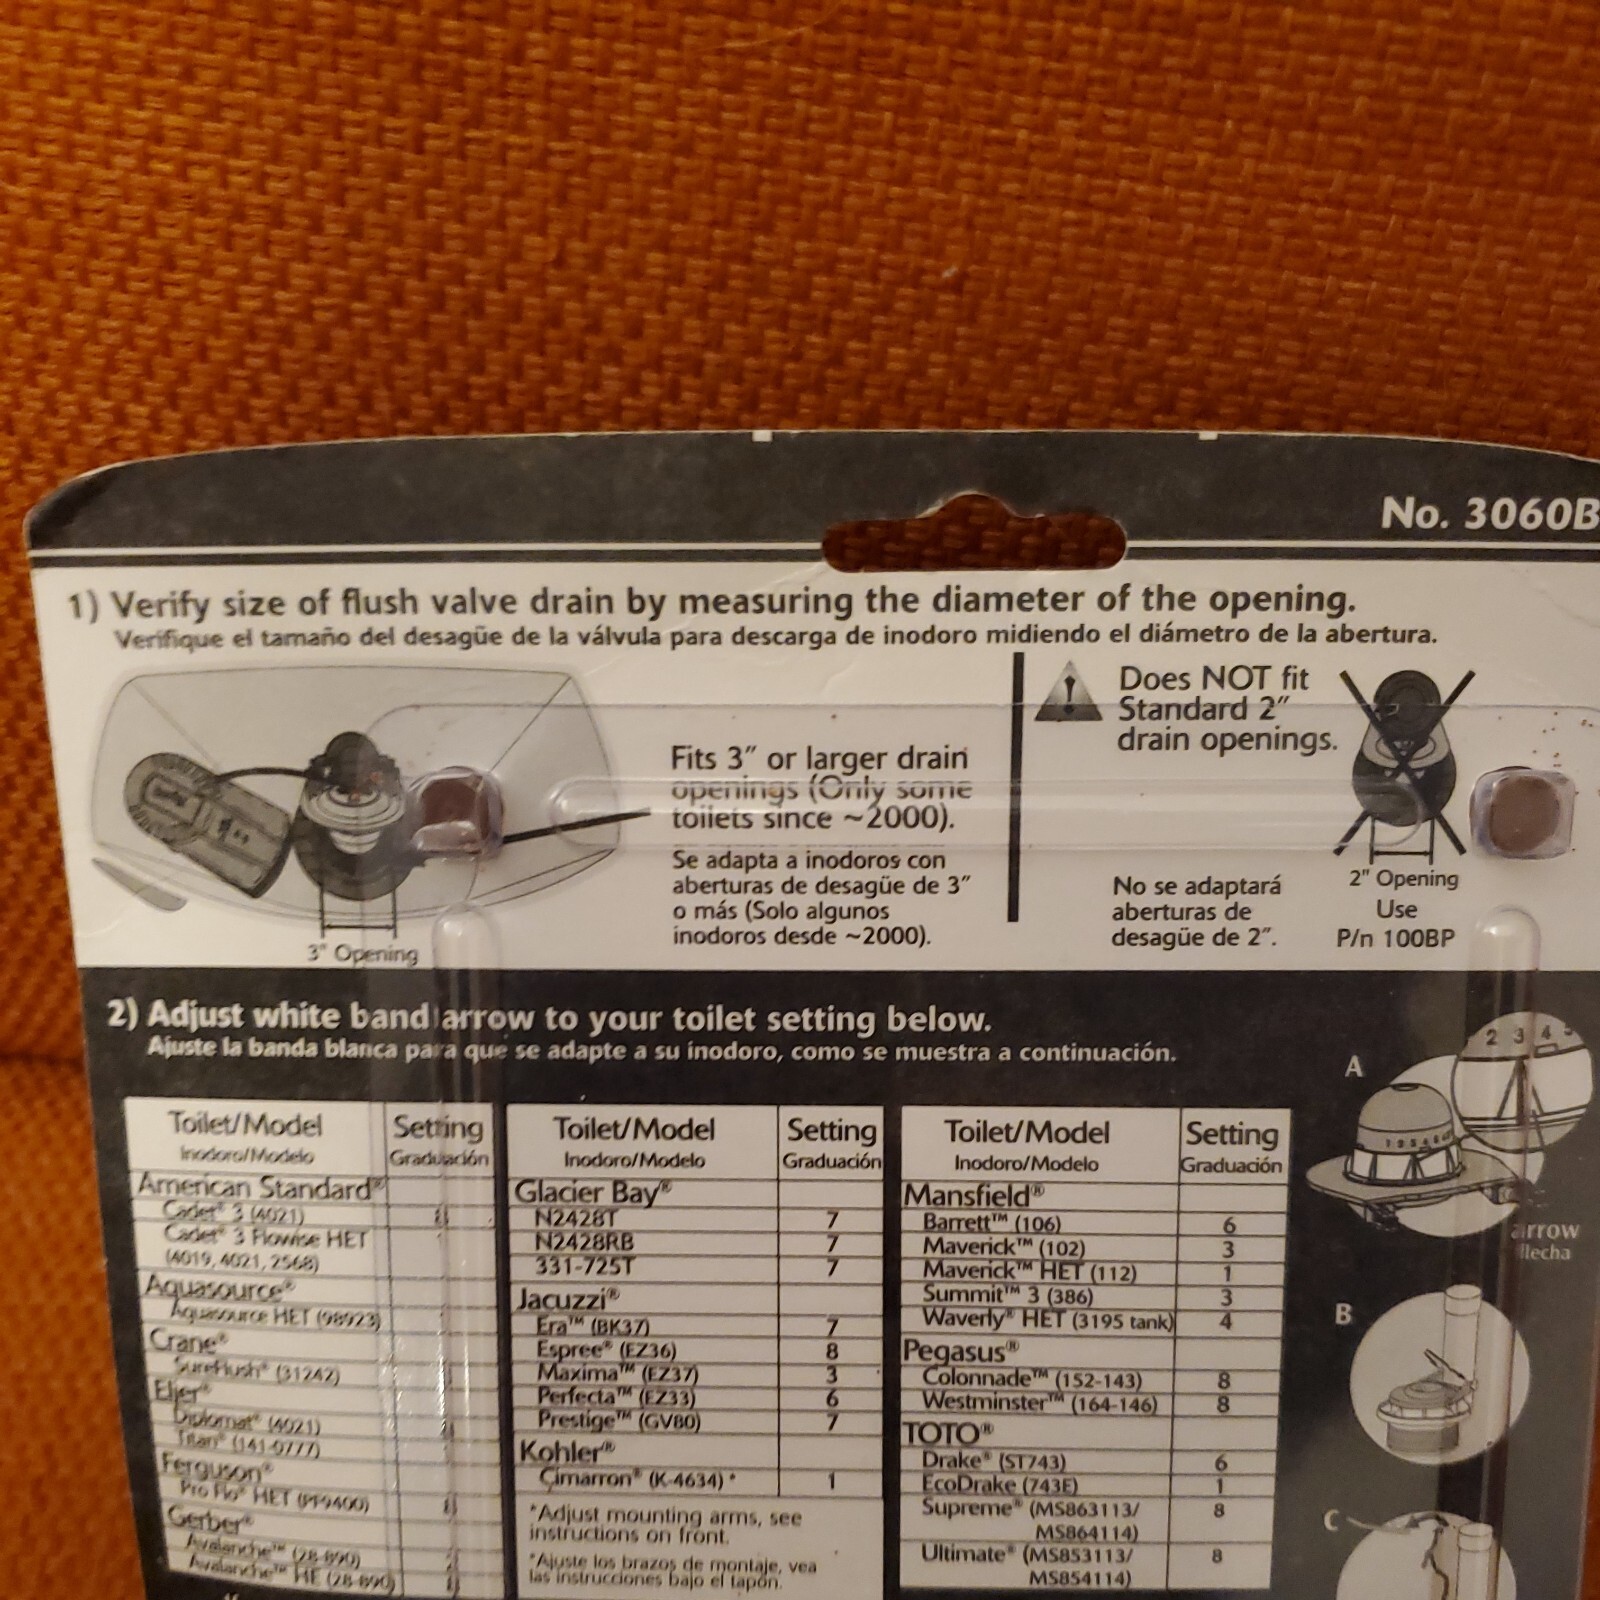 No. 3060B
1) Verify size of flush valve drain by measuring the diameter of the opening.
Verifique el tamaño del desagüe de la válvula para descarga de inodoro midiendo el diámetro de la abertura.
3" Opening
Fits 3" or larger drain
openings (Only some
toilets since ~2000).
Se adapta a inodoros con
aberturas de desagüe de 3"
o más (Solo algunos
inodoros desde ~2000).
Does NOT fit
Standard 2"
drain openings.
No se adaptará
aberturas de
desagüe de 2".
2" Opening
Use
P/n 100BP
2) Adjust white band arrow to your toilet setting below.
Ajuste la banda blanca para que se adapte a su inodoro, como se muestra a continuación.
Toilet/Model Setting
Inodoro/Modelo Graduación
American Standard®
Cadet® 3 (4021)
Cadet® 3 Flowise HET
(4019, 4021, 2568)
Aquasource®
Aquasource HET (98923)
Crane®
SureFlush® (31242)
Eljer®
Diplomat® (4021)
Titan® (141-0777)
Ferguson®
Pro Flo® HET (PF9400)
Gerber®
Avalanche™ (28-890)
Avalanche™ HE (28-890)
Toilet/Model Setting
Inodoro/Modelo Graduación
Glacier Bay®
N2428T 7
N2428RB 7
331-725T 7
Jacuzzi®
Era™ (BK37) 7
Espree® (EZ36) 8
Maxima™ (EZ37) 3
Perfecta™ (EZ33) 6
Prestige™ (GV80) 7
Kohler®
Cimarron® (K-4634) * 1
*Adjust mounting arms, see
instructions on front.
*Ajuste los brazos de montaje, vea
las instrucciones bajo el tapón.
Toilet/Model Setting
Inodoro/Modelo Graduación
Mansfield®
Barrett™ (106) 6
Maverick™ (102) 3
Maverick™ HET (112) 1
Summit™ 3 (386) 3
Waverly® HET (3195 tank) 4
Pegasus®
Colonnade™ (152-143) 8
Westminster™ (164-146) 8
TOTO®
Drake® (ST743) 6
EcoDrake (743E) 1
Supreme® (MS863113/ 8
MS864114)
Ultimate® (MS853113/ 8
MS854114)
A
2 3 4 5
arrow
flecha
B
C